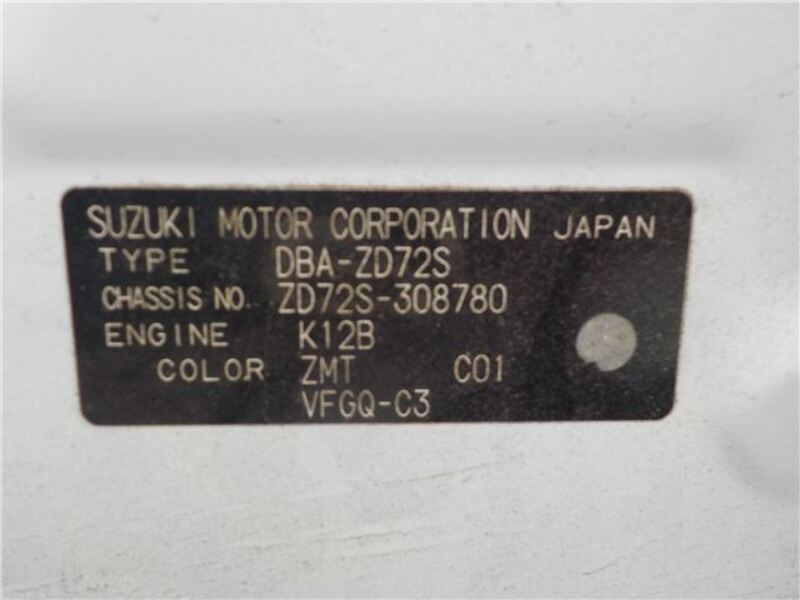 SUZUKI MOTOR CORPORATION JAPAN
TYPE DBA-ZD72S
CHASSIS NO. ZD72S-308780
ENGINE K12B
COLOR ZMT C01
VFGQ-C3